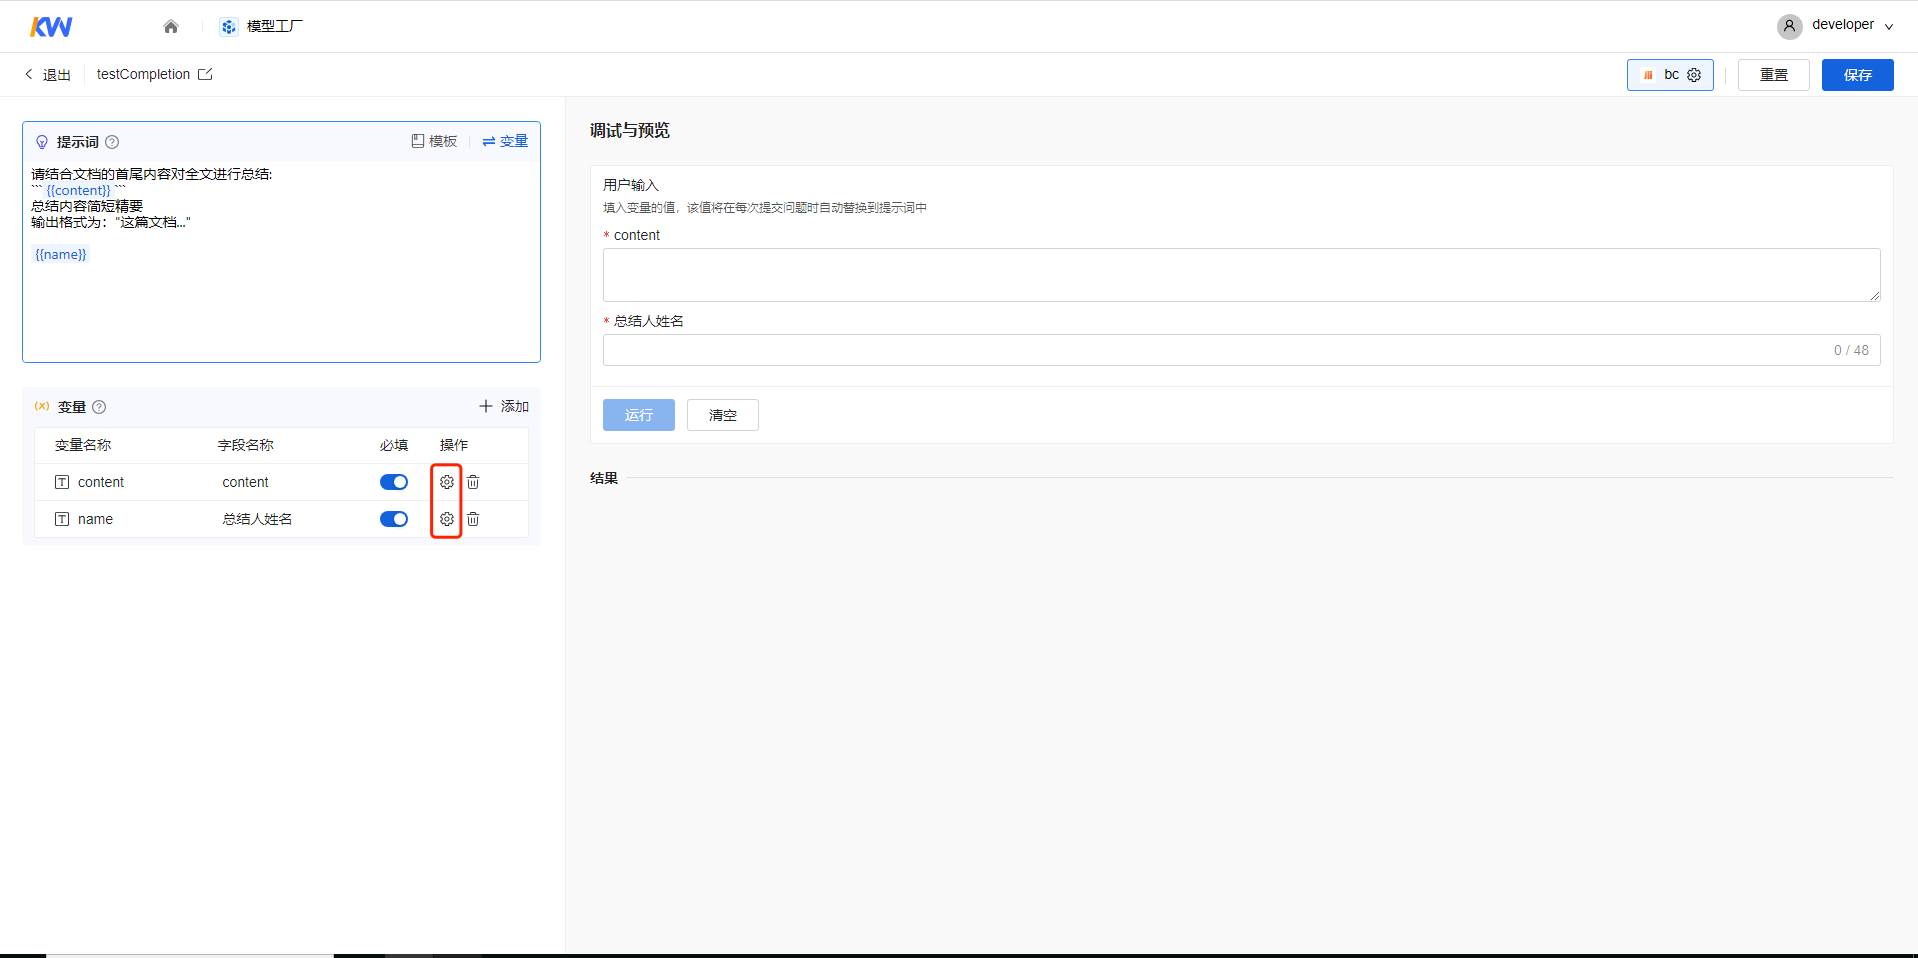 KW
模型工厂
developer
退出
testCompletion
bc
重置
保存
提示词
模板
变量
请结合文档的首尾内容对全文进行总结:
``` {{content}} ```
总结内容简短精要
输出格式为："这篇文档..."
{{name}}
变量
添加
变量名称 字段名称 必填 操作
content content
name 总结人姓名
调试与预览
用户输入
填入变量的值，该值将在每次提交问题时自动替换到提示词中
* content
* 总结人姓名
0 / 48
运行 清空
结果